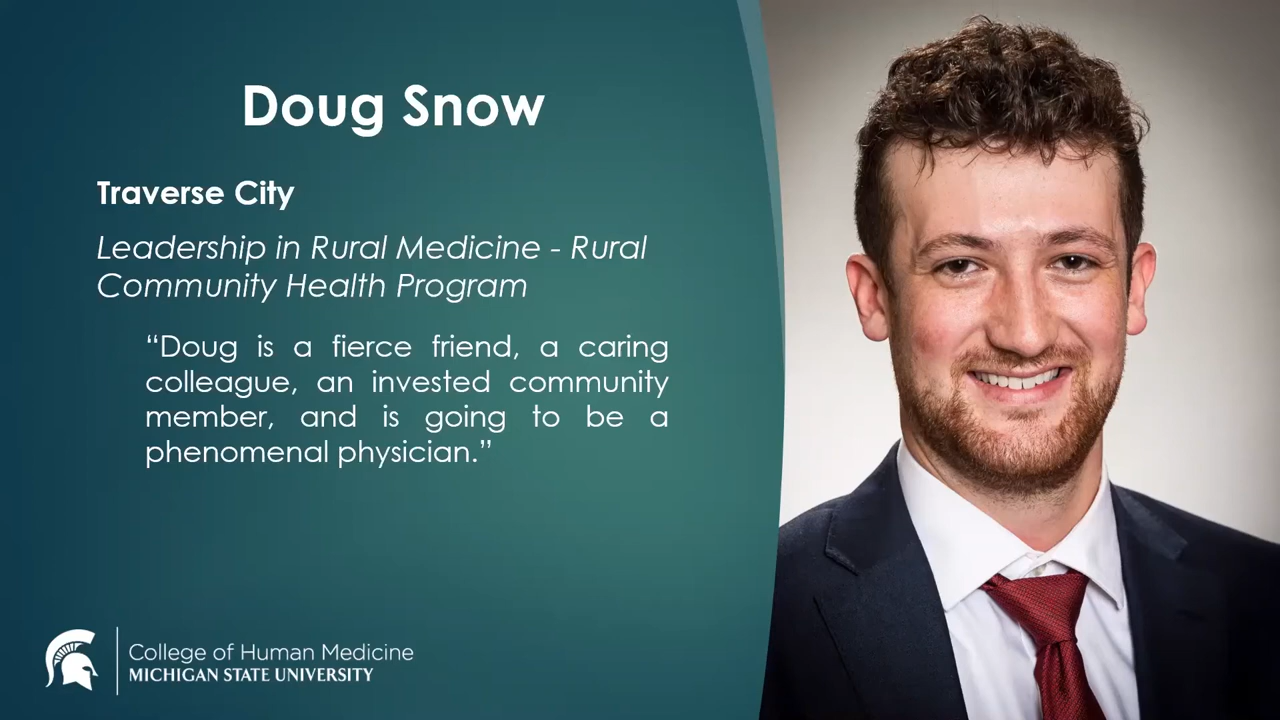 Doug Snow
Traverse City
Leadership in Rural Medicine - Rural
Community Health Program
“Doug is a fierce friend, a caring
colleague, an invested community
member, and is going to be a
phenomenal physician.”
College of Human Medicine
MICHIGAN STATE UNIVERSITY